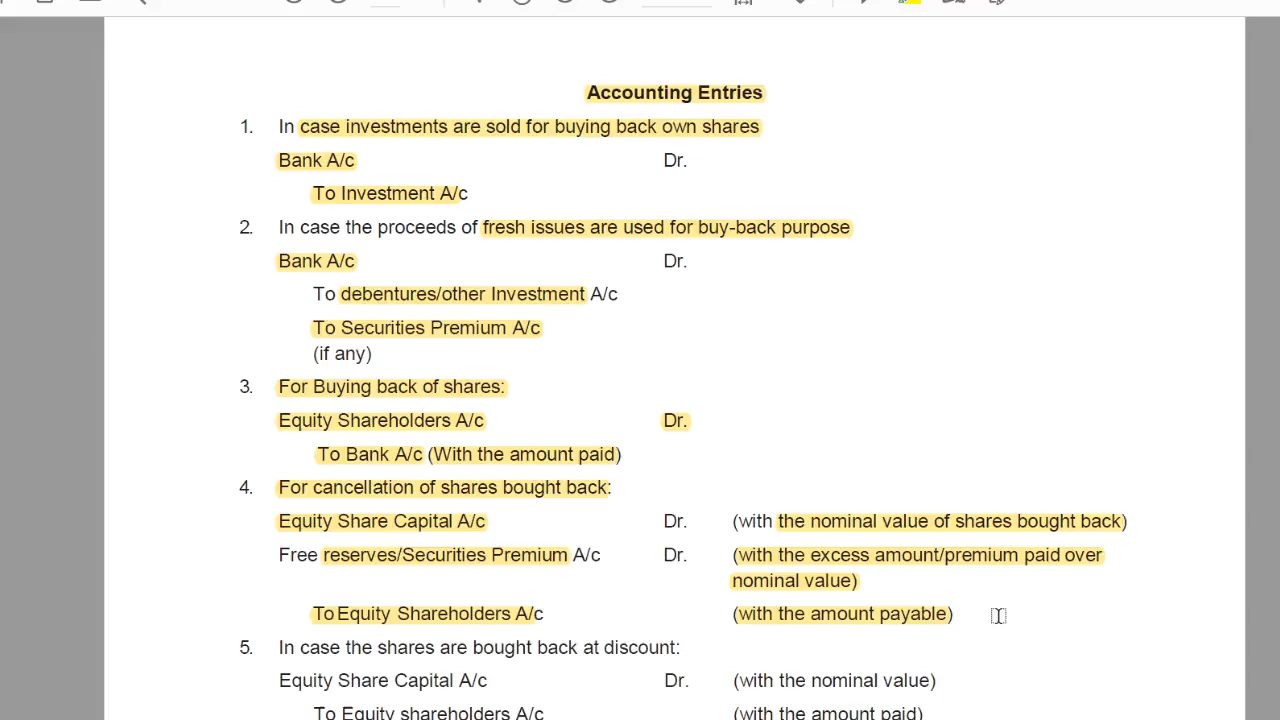 Accounting Entries
1. In case investments are sold for buying back own shares
Bank A/c Dr.
To Investment A/c
2. In case the proceeds of fresh issues are used for buy-back purpose
Bank A/c Dr.
To debentures/other Investment A/c
To Securities Premium A/c
(if any)
3. For Buying back of shares:
Equity Shareholders A/c Dr.
To Bank A/c (With the amount paid)
4. For cancellation of shares bought back:
Equity Share Capital A/c Dr. (with the nominal value of shares bought back)
Free reserves/Securities Premium A/c Dr. (with the excess amount/premium paid over
nominal value)
To Equity Shareholders A/c (with the amount payable)
5. In case the shares are bought back at discount:
Equity Share Capital A/c Dr. (with the nominal value)
To Equity shareholders A/c (with the amount paid)